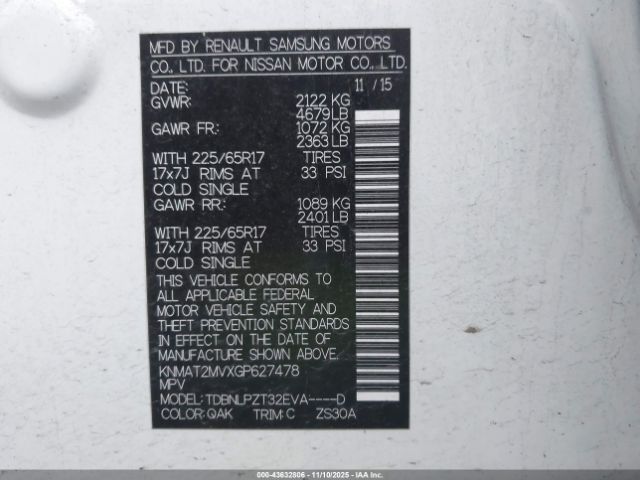 MFD BY RENAULT SAMSUNG MOTORS
CO., LTD. FOR NISSAN MOTOR CO., LTD.
DATE: 11 / 15
GVWR: 2122 KG
4679LB
GAWR FR: 1072 KG
2363 LB
WITH 225/65R17 TIRES
17x7J RIMS AT 33 PSI
COLD SINGLE
GAWR RR: 1089 KG
2401 LB
WITH 225/65R17 TIRES
17x7J RIMS AT 33 PSI
COLD SINGLE
THIS VEHICLE CONFORMS TO
ALL APPLICABLE FEDERAL
MOTOR VEHICLE SAFETY AND
THEFT PREVENTION STANDARDS
IN EFFECT ON THE DATE OF
MANUFACTURE SHOWN ABOVE.
KNMAT2MVXGP627478
MPV
MODEL: TDBNLPZT32EVA----D
COLOR: QAK TRIM: C ZS30A
000-43632806 - 11/10/2025 - IAAI.COM